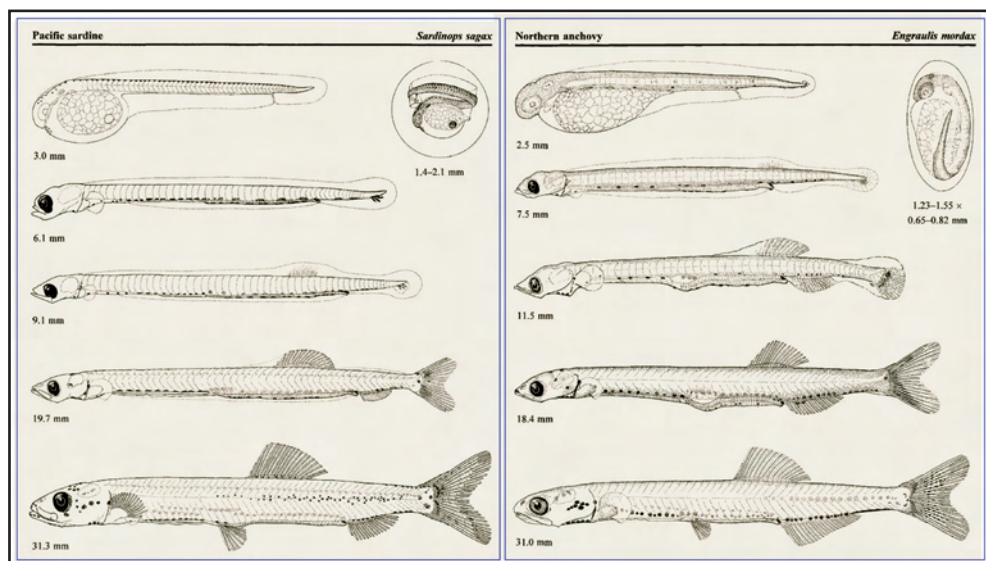 Pacific sardine Sardinops sagax
3.0 mm
1.4–2.1 mm
6.1 mm
9.1 mm
19.7 mm
31.3 mm
Northern anchovy Engraulis mordax
2.5 mm
7.5 mm
1.23–1.55 ×
0.65–0.82 mm
11.5 mm
18.4 mm
31.0 mm